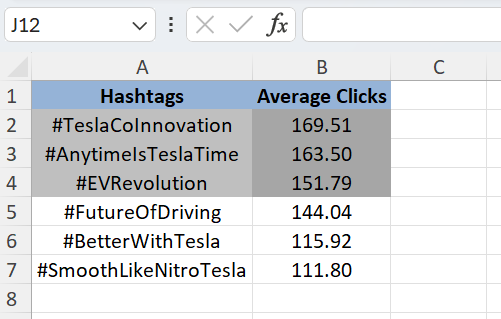 J12 fx
A B C
1 Hashtags Average Clicks
2 #TeslaCoInnovation 169.51
3 #AnytimeIsTeslaTime 163.50
4 #EVRevolution 151.79
5 #FutureOfDriving 144.04
6 #BetterWithTesla 115.92
7 #SmoothLikeNitroTesla 111.80
8